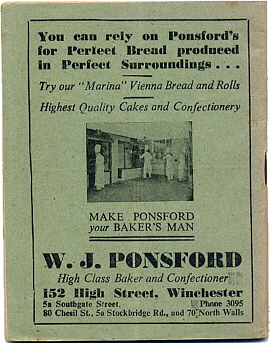 You can rely on Ponsford's
for Perfect Bread produced
in Perfect Surroundings . . .
Try our "Marina" Vienna Bread and Rolls
Highest Quality Cakes and Confectionery
MAKE PONSFORD
your BAKER'S MAN
W. J. PONSFORD
High Class Baker and Confectioner
152 High Street, Winchester
5a Southgate Street, Phone 3095
80 Chesil St., 5a Stockbridge Rd., and 70 North Walls